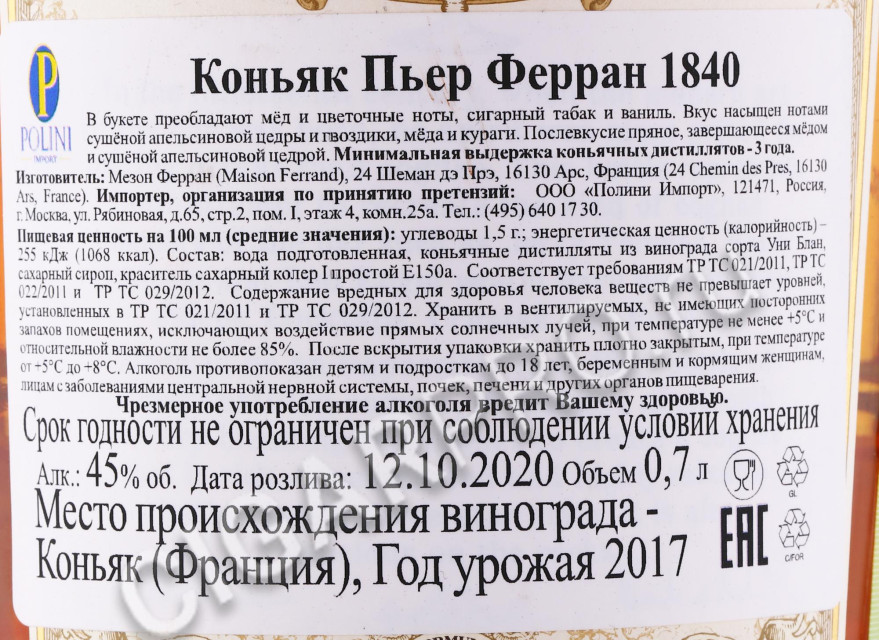 P
POLINI
IMPORT
Коньяк Пьер Ферран 1840
В букете преобладают мёд и цветочные ноты, сигарный табак и ваниль. Вкус насыщен нотами
сушёной апельсиновой цедры и гвоздики, мёда и кураги. Послевкусие пряное, завершающееся мёдом
и сушёной апельсиновой цедрой. Минимальная выдержка коньячных дистиллятов - 3 года.
Изготовитель: Мезон Ферран (Maison Ferrand), 24 Шеман дэ Прэ, 16130 Арс, Франция (24 Chemin des Pres, 16130
Ars, France). Импортер, организация по принятию претензий: ООО «Полини Импорт», 121471, Россия,
г. Москва, ул. Рябиновая, д.65, стр.2, пом. I, этаж 4, комн.25а. Тел.: (495) 640 17 30.
Пищевая ценность на 100 мл (средние значения): углеводы 1,5 г.; энергетическая ценность (калорийность) –
255 кДж (1068 ккал). Состав: вода подготовленная, коньячные дистилляты из винограда сорта Уни Блан,
сахарный сироп, краситель сахарный колер I простой Е150а. Соответствует требованиям ТР ТС 021/2011, ТР ТС
022/2011 и ТР ТС 029/2012. Содержание вредных для здоровья человека веществ не превышает уровней,
установленных в ТР ТС 021/2011 и ТР ТС 029/2012. Хранить в вентилируемых, не имеющих посторонних
запахов помещениях, исключающих воздействие прямых солнечных лучей, при температуре не менее +5°С и
относительной влажности не более 85%. После вскрытия упаковки хранить плотно закрытым, при температуре
от +5°С до +8°С. Алкоголь противопоказан детям и подросткам до 18 лет, беременным и кормящим женщинам,
лицам с заболеваниями центральной нервной системы, почек, печени и других органов пищеварения.
Чрезмерное употребление алкоголя вредит Вашему здоровью.
Срок годности не ограничен при соблюдении условий хранения
Алк.: 45% об. Дата розлива: 12.10.2020 Объем 0,7 л
GL
Место происхождения винограда -
Коньяк (Франция), Год урожая 2017
EAC
C/FOR
CIGARPRO.RU